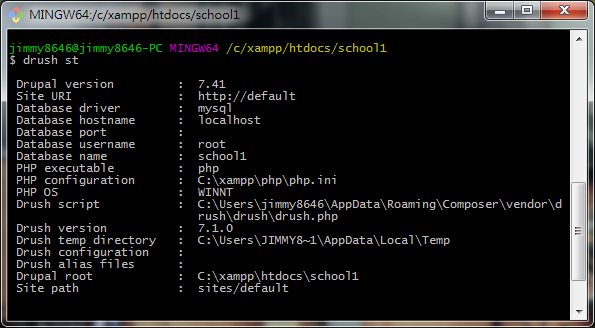 MINGW64:/c/xampp/htdocs/school1
jimmy8646@jimmy8646-PC MINGW64 /c/xampp/htdocs/school1
$ drush st
Drupal version : 7.41
Site URI : http://default
Database driver : mysql
Database hostname : localhost
Database port :
Database username : root
Database name : school1
PHP executable : php
PHP configuration : C:\xampp\php\php.ini
PHP OS : WINNT
Drush script : C:\Users\jimmy8646\AppData\Roaming\Composer\vendor\d
rush\drush\drush.php
Drush version : 7.1.0
Drush temp directory : C:\Users\JIMMY8~1\AppData\Local\Temp
Drush configuration :
Drush alias files :
Drupal root : C:\xampp\htdocs\school1
Site path : sites/default